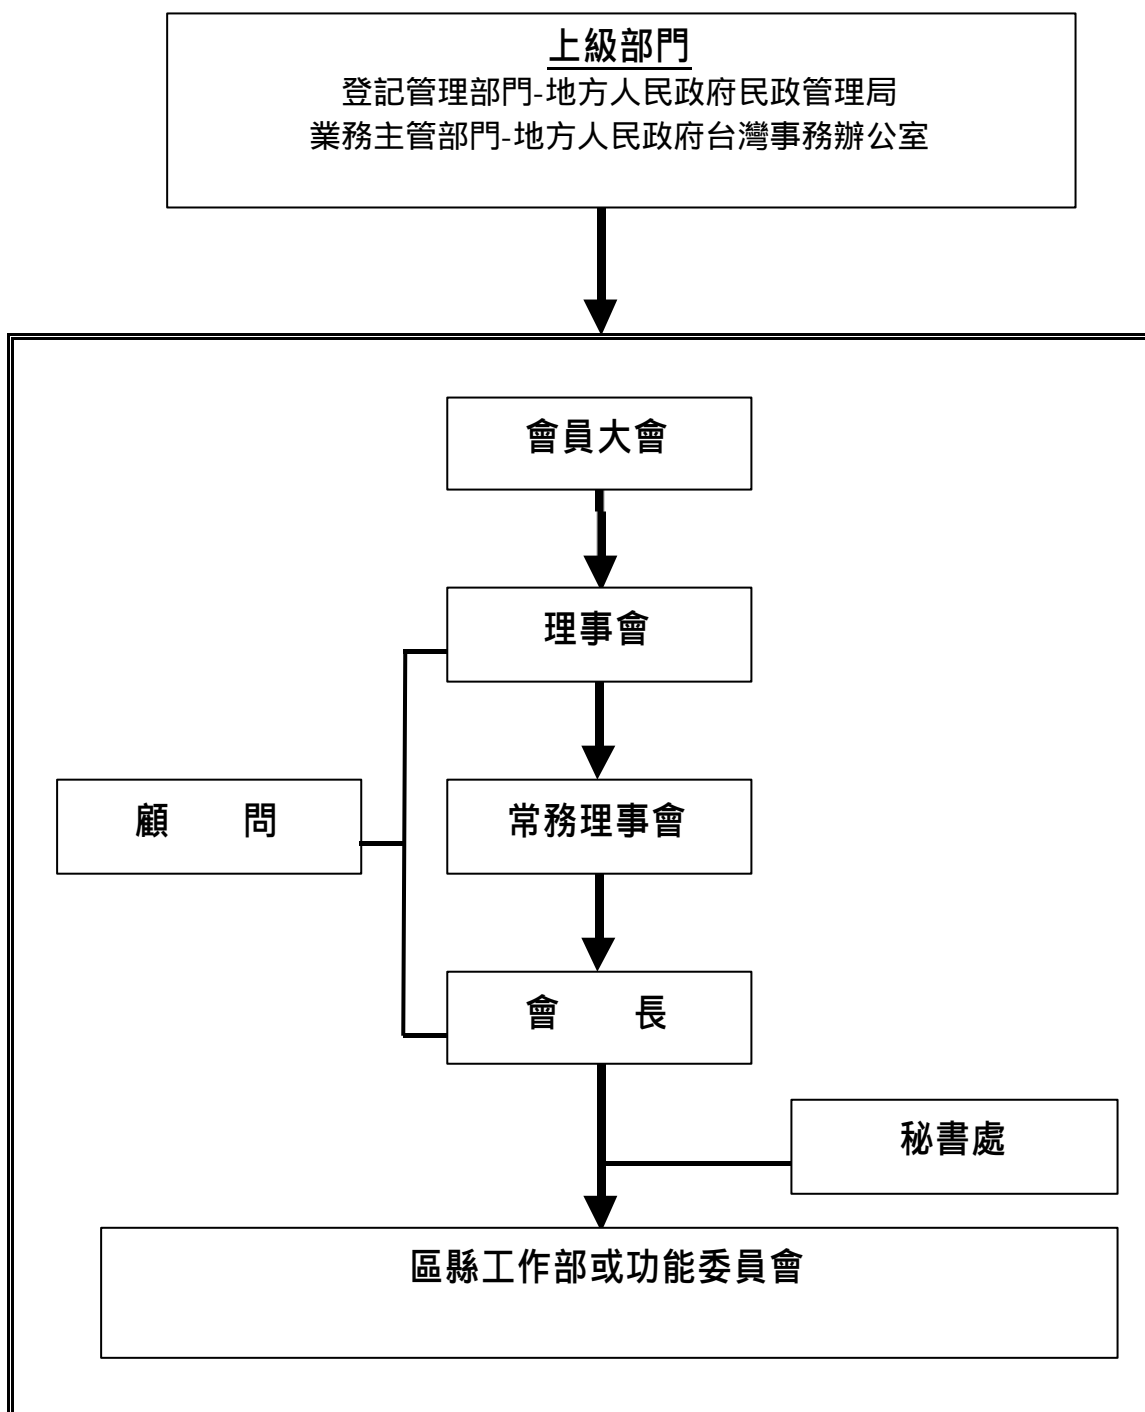 上級部門
登記管理部門-地方人民政府民政管理局
業務主管部門-地方人民政府台灣事務辦公室
會員大會
理事會
顧　　問
常務理事會
會　　長
秘書處
區縣工作部或功能委員會